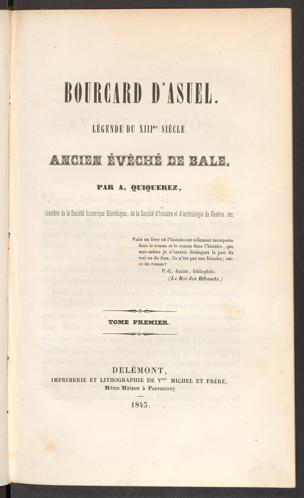 BOURCARD D'ASUEL.
LÉGENDE DU XIIIme SIÈCLE.
ANCIEN ÉVÊCHÉ DE BALE.
PAR A. QUIQUEREZ,
membre de la Société historique Helvétique, de la Société d'histoire et d'archéologie de Genève, etc.
Voici un livre où l'histoire est tellement incorporée
dans le roman et le roman dans l'histoire, que
moi-même je n'saurais distinguer la part du
vrai ou du faux. Ce n'est pas une histoire; est-
ce un roman?
P.-L. Jacob, bibliophile.
(Le Roi des Ribauds.)
TOME PREMIER.
DELÉMONT,
IMPRIMERIE ET LITHOGRAPHIE DE Vve MICHEL ET FRÈRE,
Même Maison à Porrentruy
1843.